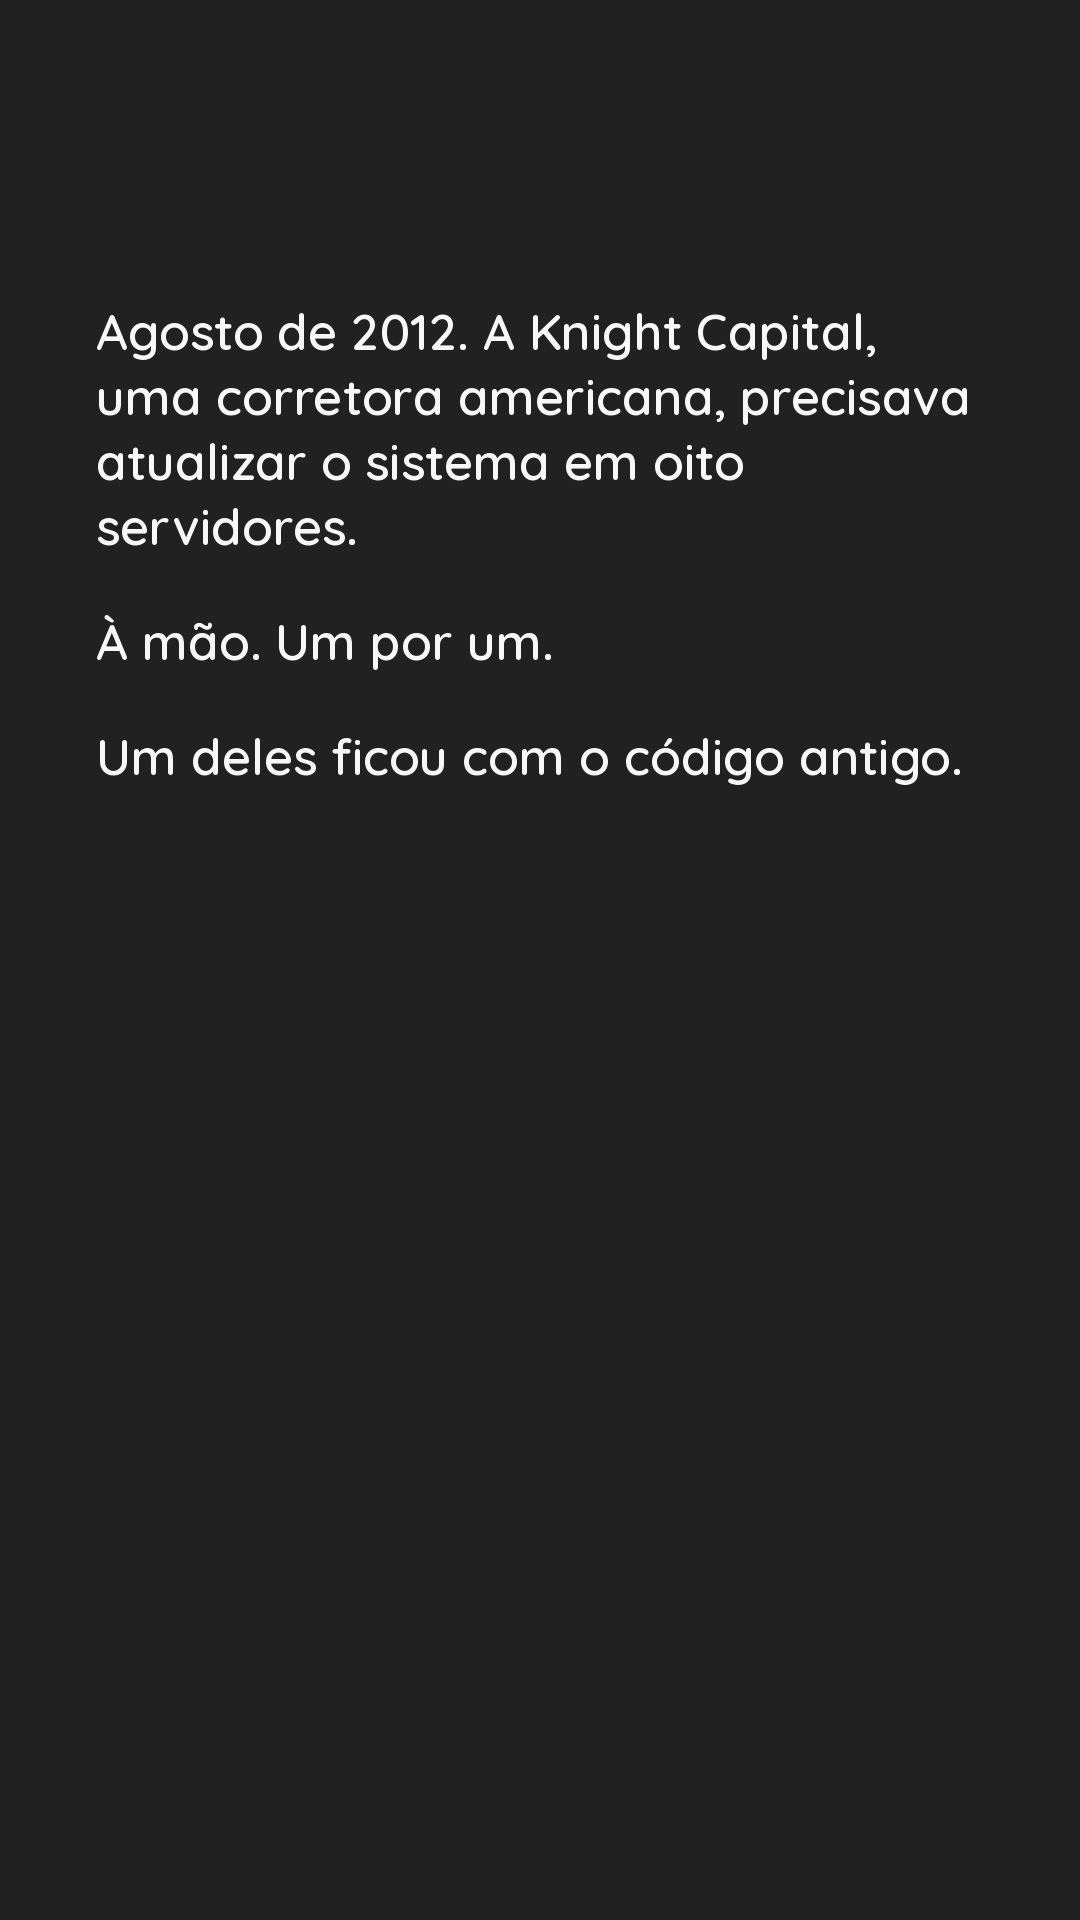 Agosto de 2012. A Knight Capital,
uma corretora americana, precisava
atualizar o sistema em oito
servidores.
À mão. Um por um.
Um deles ficou com o código antigo.